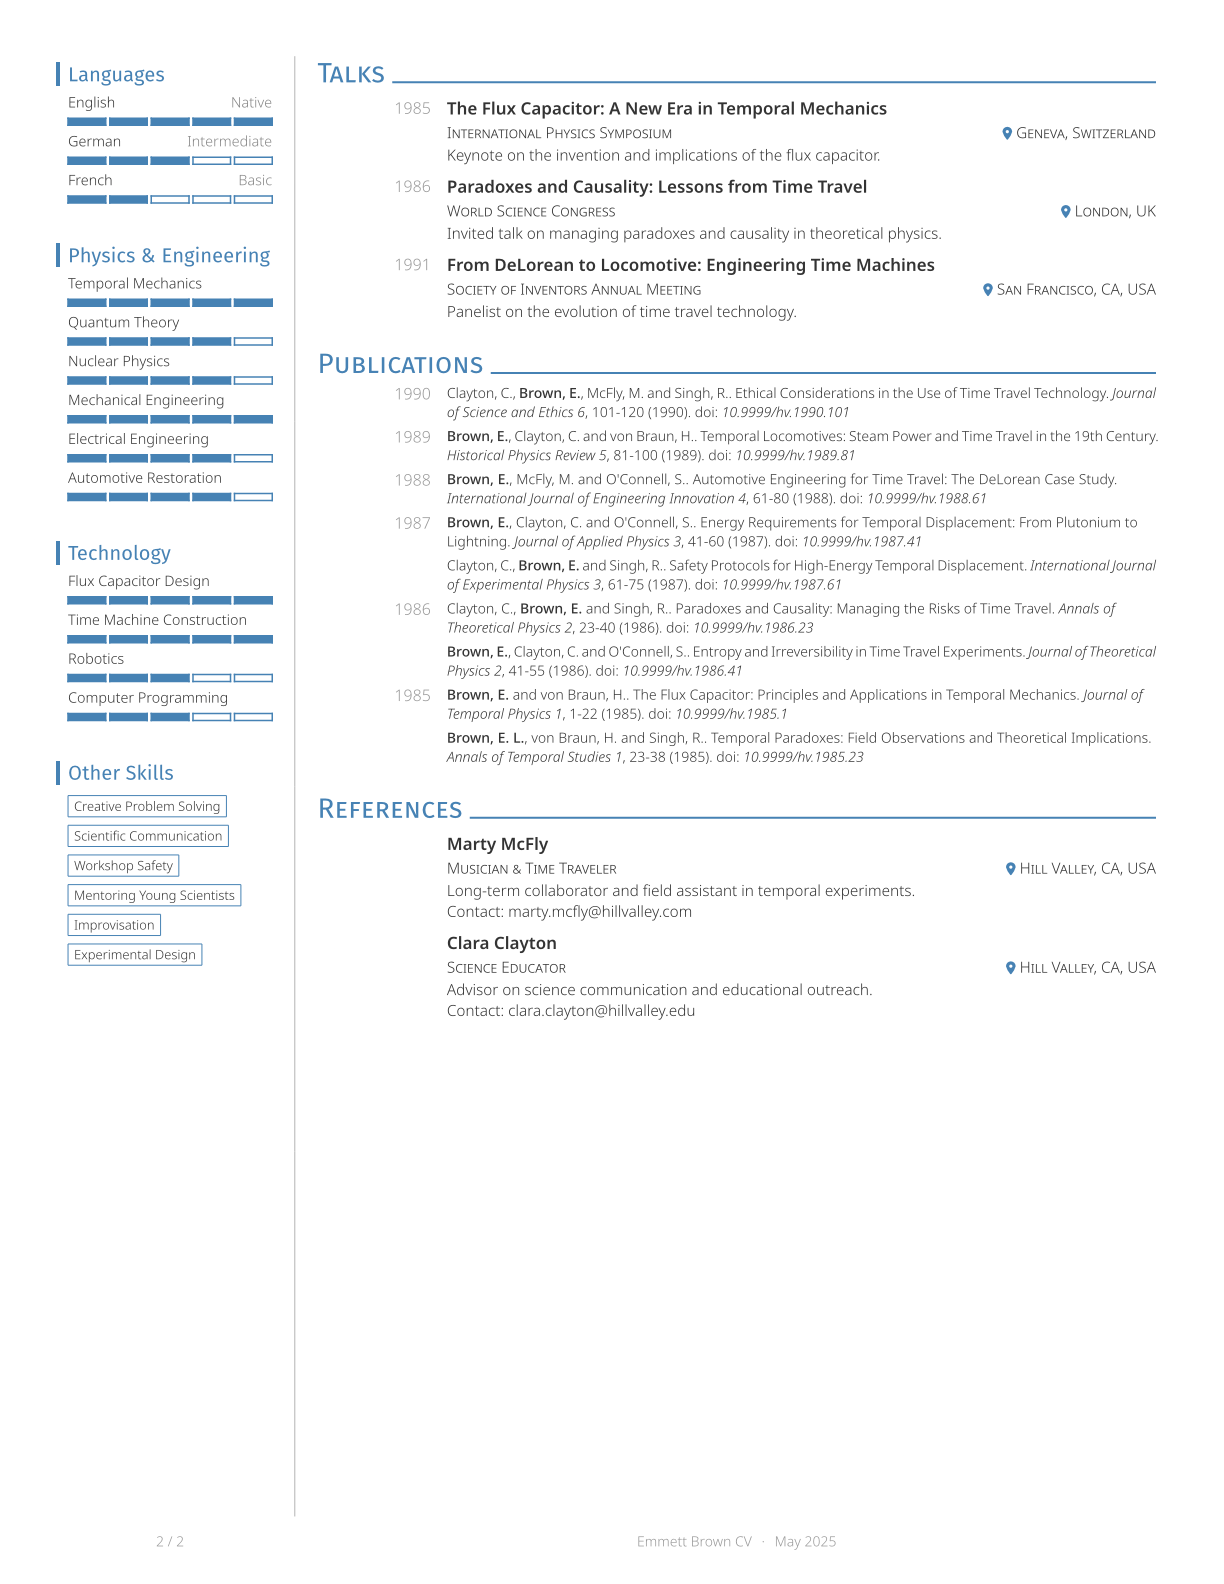 Languages
English Native
German Intermediate
French Basic
Physics & Engineering
Temporal Mechanics
Quantum Theory
Nuclear Physics
Mechanical Engineering
Electrical Engineering
Automotive Restoration
Technology
Flux Capacitor Design
Time Machine Construction
Robotics
Computer Programming
Other Skills
Creative Problem Solving
Scientific Communication
Workshop Safety
Mentoring Young Scientists
Improvisation
Experimental Design
Talks
1985 The Flux Capacitor: A New Era in Temporal Mechanics
International Physics Symposium Geneva, Switzerland
Keynote on the invention and implications of the flux capacitor.
1986 Paradoxes and Causality: Lessons from Time Travel
World Science Congress London, UK
Invited talk on managing paradoxes and causality in theoretical physics.
1991 From DeLorean to Locomotive: Engineering Time Machines
Society of Inventors Annual Meeting San Francisco, CA, USA
Panelist on the evolution of time travel technology.
Publications
1990 Clayton, C., Brown, E., McFly, M. and Singh, R.. Ethical Considerations in the Use of Time Travel Technology. Journal
of Science and Ethics 6, 101-120 (1990). doi: 10.9999/hv.1990.101
1989 Brown, E., Clayton, C. and von Braun, H.. Temporal Locomotives: Steam Power and Time Travel in the 19th Century.
Historical Physics Review 5, 81-100 (1989). doi: 10.9999/hv.1989.81
1988 Brown, E., McFly, M. and O'Connell, S.. Automotive Engineering for Time Travel: The DeLorean Case Study.
International Journal of Engineering Innovation 4, 61-80 (1988). doi: 10.9999/hv.1988.61
1987 Brown, E., Clayton, C. and O'Connell, S.. Energy Requirements for Temporal Displacement: From Plutonium to
Lightning. Journal of Applied Physics 3, 41-60 (1987). doi: 10.9999/hv.1987.41
Clayton, C., Brown, E. and Singh, R.. Safety Protocols for High-Energy Temporal Displacement. International Journal
of Experimental Physics 3, 61-75 (1987). doi: 10.9999/hv.1987.61
1986 Clayton, C., Brown, E. and Singh, R.. Paradoxes and Causality: Managing the Risks of Time Travel. Annals of
Theoretical Physics 2, 23-40 (1986). doi: 10.9999/hv.1986.23
Brown, E., Clayton, C. and O'Connell, S.. Entropy and Irreversibility in Time Travel Experiments. Journal of Theoretical
Physics 2, 41-55 (1986). doi: 10.9999/hv.1986.41
1985 Brown, E. and von Braun, H.. The Flux Capacitor: Principles and Applications in Temporal Mechanics. Journal of
Temporal Physics 1, 1-22 (1985). doi: 10.9999/hv.1985.1
Brown, E. L., von Braun, H. and Singh, R.. Temporal Paradoxes: Field Observations and Theoretical Implications.
Annals of Temporal Studies 1, 23-38 (1985). doi: 10.9999/hv.1985.23
References
Marty McFly
Musician & Time Traveler Hill Valley, CA, USA
Long-term collaborator and field assistant in temporal experiments.
Contact: marty.mcfly@hillvalley.com
Clara Clayton
Science Educator Hill Valley, CA, USA
Advisor on science communication and educational outreach.
Contact: clara.clayton@hillvalley.edu
2 / 2 Emmett Brown CV · May 2025